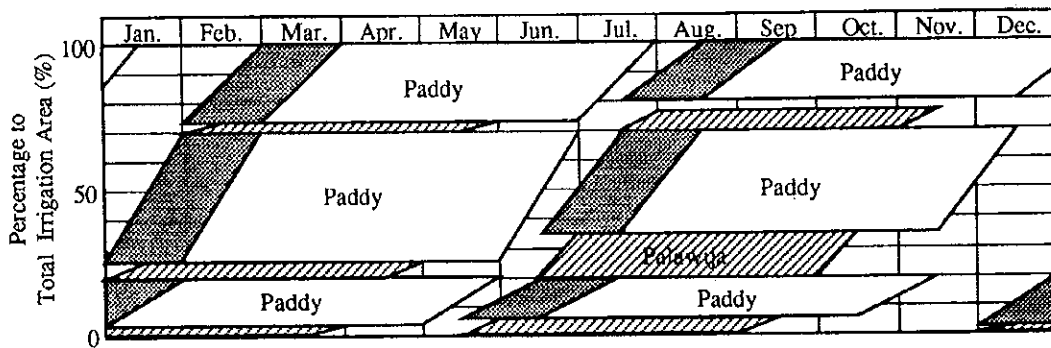 Jan. Feb. Mar. Apr. May Jun. Jul. Aug. Sep Oct. Nov. Dec.
Percentage to
Total Irrigation Area (%)
100
50
0
Paddy Paddy
Paddy Paddy
Palawija
Paddy Paddy